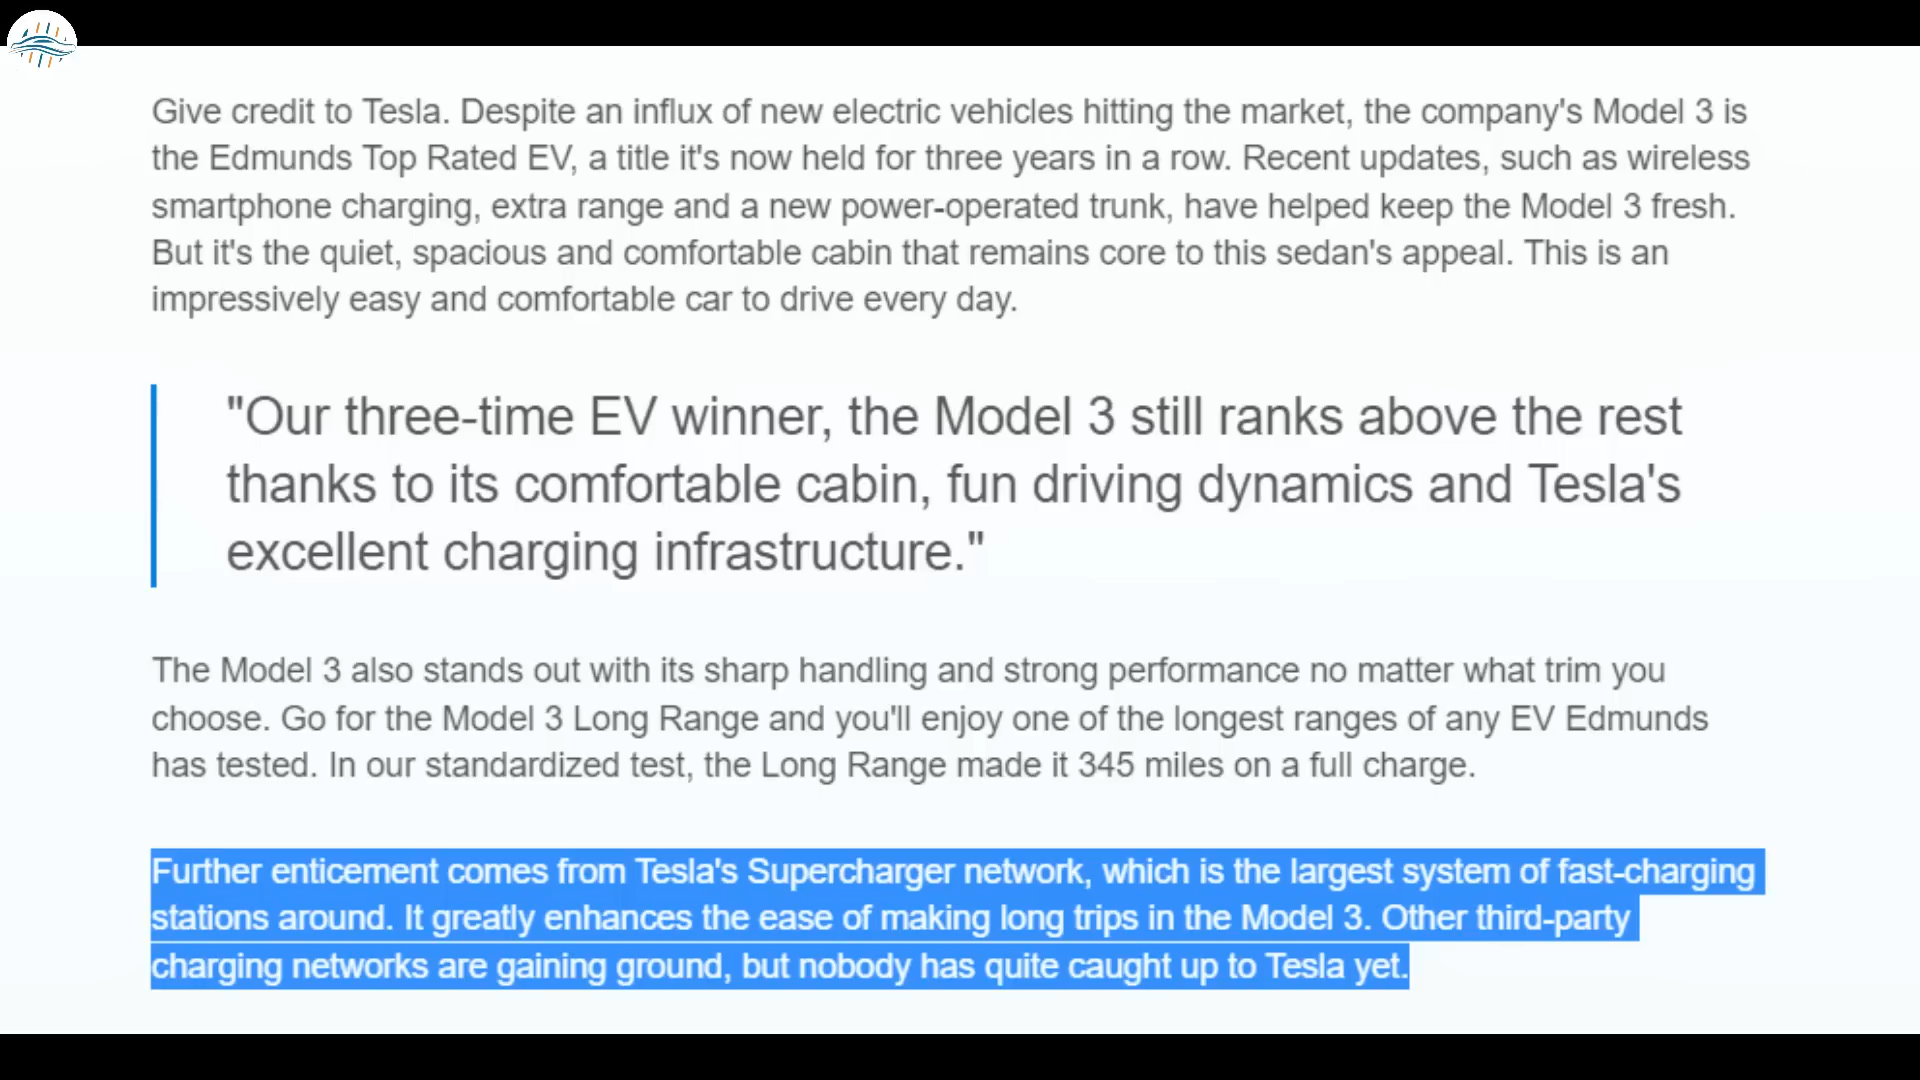 Give credit to Tesla. Despite an influx of new electric vehicles hitting the market, the company's Model 3 is
the Edmunds Top Rated EV, a title it's now held for three years in a row. Recent updates, such as wireless
smartphone charging, extra range and a new power-operated trunk, have helped keep the Model 3 fresh.
But it's the quiet, spacious and comfortable cabin that remains core to this sedan's appeal. This is an
impressively easy and comfortable car to drive every day.
"Our three-time EV winner, the Model 3 still ranks above the rest
thanks to its comfortable cabin, fun driving dynamics and Tesla's
excellent charging infrastructure."
The Model 3 also stands out with its sharp handling and strong performance no matter what trim you
choose. Go for the Model 3 Long Range and you'll enjoy one of the longest ranges of any EV Edmunds
has tested. In our standardized test, the Long Range made it 345 miles on a full charge.
Further enticement comes from Tesla's Supercharger network, which is the largest system of fast-charging
stations around. It greatly enhances the ease of making long trips in the Model 3. Other third-party
charging networks are gaining ground, but nobody has quite caught up to Tesla yet.